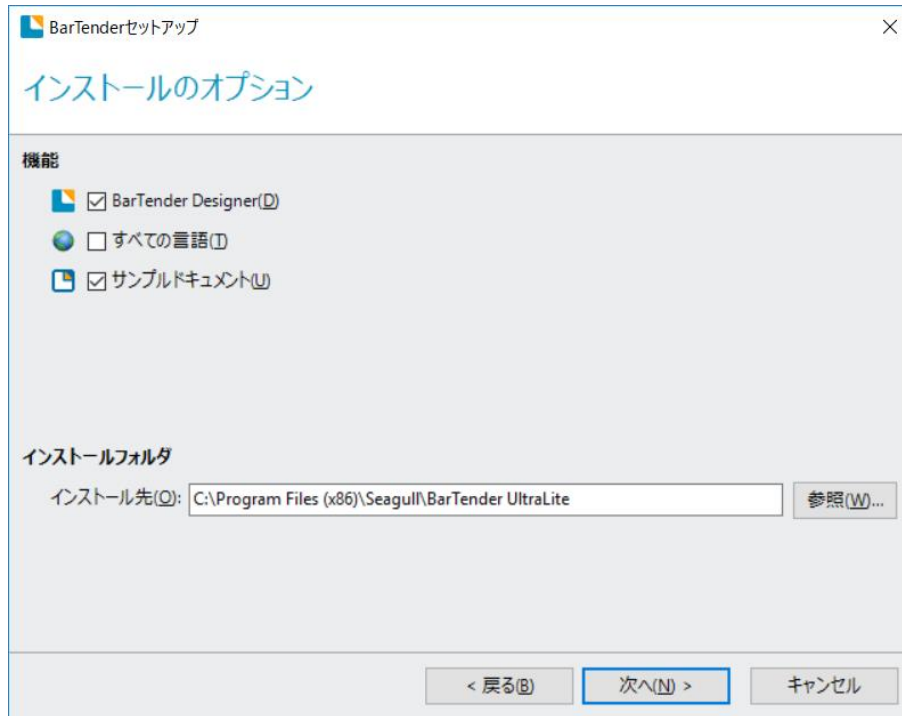 BarTenderセットアップ
インストールのオプション
機能
BarTender Designer(D)
すべての言語(T)
サンプルドキュメント(U)
インストールフォルダ
インストール先(O): C:\Program Files (x86)\Seagull\BarTender UltraLite 参照(W)...
< 戻る(B) 次へ(N) > キャンセル